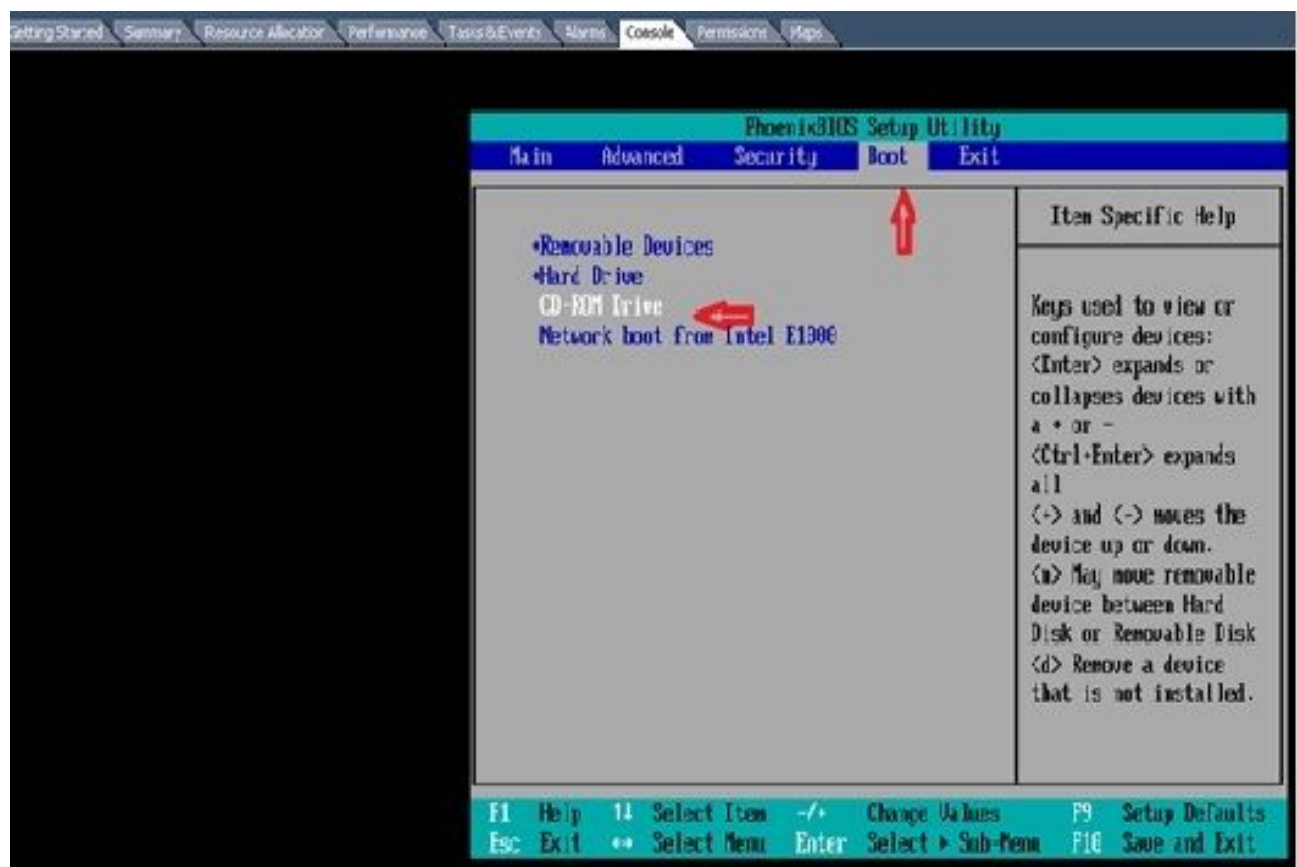 Getting Started Summary Resource Allocation Performance Tasks & Events Alarms Console Permissions Maps
PhoenixBIOS Setup Utility
Main Advanced Security Boot Exit
Item Specific Help
+Removable Devices
+Hard Drive
CD-ROM Drive
Network boot from Intel E1000
Keys used to view or
configure devices:
<Enter> expands or
collapses devices with
a + or -
<Ctrl+Enter> expands
all
<+> and <-> moves the
device up or down.
<n> May move removable
device between Hard
Disk or Removable Disk
<d> Remove a device
that is not installed.
F1 Help ↑↓ Select Item -/+ Change Values F9 Setup Defaults
Esc Exit ↔ Select Menu Enter Select ▶ Sub-Menu F10 Save and Exit